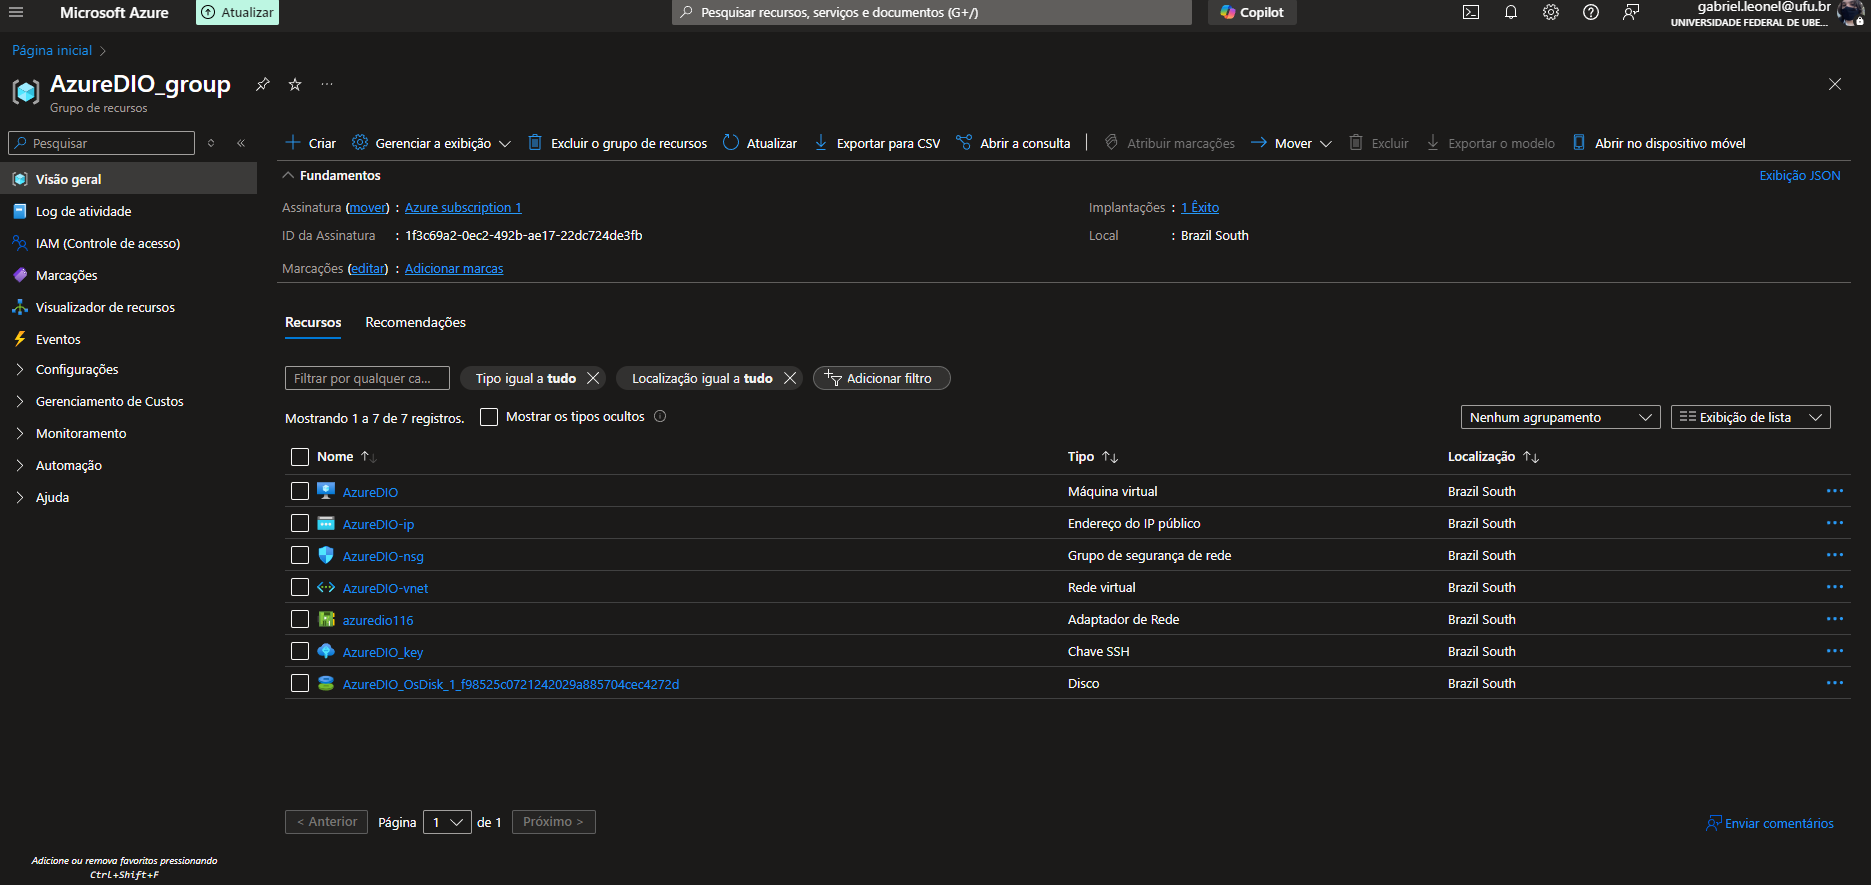 Microsoft Azure
Atualizar
Pesquisar recursos, serviços e documentos (G+/)
Copilot
gabriel.leonel@ufu.br
UNIVERSIDADE FEDERAL DE UBE...
Página inicial
AzureDIO_group
...
Grupo de recursos
Pesquisar
Criar
Gerenciar a exibição
Excluir o grupo de recursos
Atualizar
Exportar para CSV
Abrir a consulta
Atribuir marcações
Mover
Excluir
Exportar o modelo
Abrir no dispositivo móvel
Visão geral
Log de atividade
IAM (Controle de acesso)
Marcações
Visualizador de recursos
Eventos
Configurações
Gerenciamento de Custos
Monitoramento
Automação
Ajuda
Fundamentos
Exibição JSON
Assinatura (mover) : Azure subscription 1
Implantações : 1 Êxito
ID da Assinatura : 1f3c69a2-0ec2-492b-ae17-22dc724de3fb
Local : Brazil South
Marcações (editar) : Adicionar marcas
Recursos
Recomendações
Filtrar por qualquer ca...
Tipo igual a tudo
Localização igual a tudo
Adicionar filtro
Mostrando 1 a 7 de 7 registros.
Mostrar os tipos ocultos
Nenhum agrupamento
Exibição de lista
Nome Tipo Localização
AzureDIO Máquina virtual Brazil South
AzureDIO-ip Endereço do IP público Brazil South
AzureDIO-nsg Grupo de segurança de rede Brazil South
AzureDIO-vnet Rede virtual Brazil South
azuredio116 Adaptador de Rede Brazil South
AzureDIO_key Chave SSH Brazil South
AzureDIO_OsDisk_1_f98525c0721242029a885704cec4272d Disco Brazil South
< Anterior
Página 1 de 1
Próximo >
Enviar comentários
Adicione ou remova favoritos pressionando
Ctrl+Shift+F